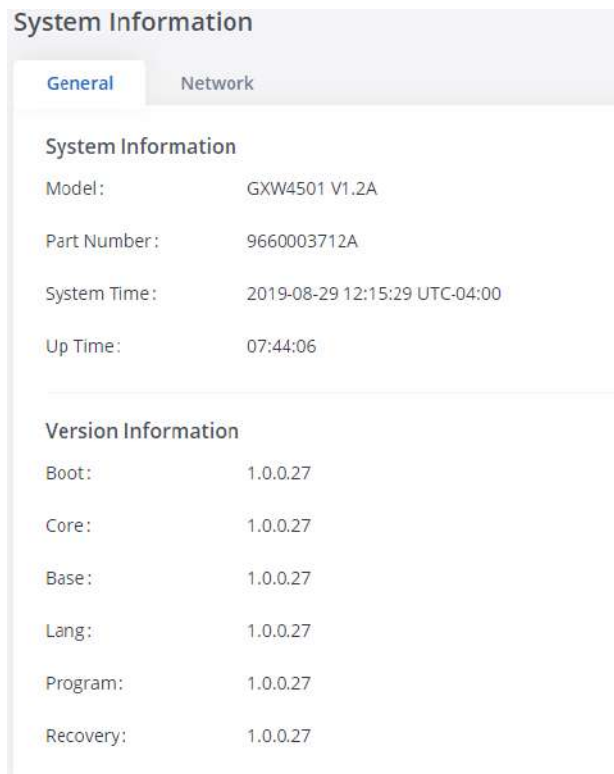 System Information
General Network
System Information
Model: GXW4501 V1.2A
Part Number: 9660003712A
System Time: 2019-08-29 12:15:29 UTC-04:00
Up Time: 07:44:06
Version Information
Boot: 1.0.0.27
Core: 1.0.0.27
Base: 1.0.0.27
Lang: 1.0.0.27
Program: 1.0.0.27
Recovery: 1.0.0.27